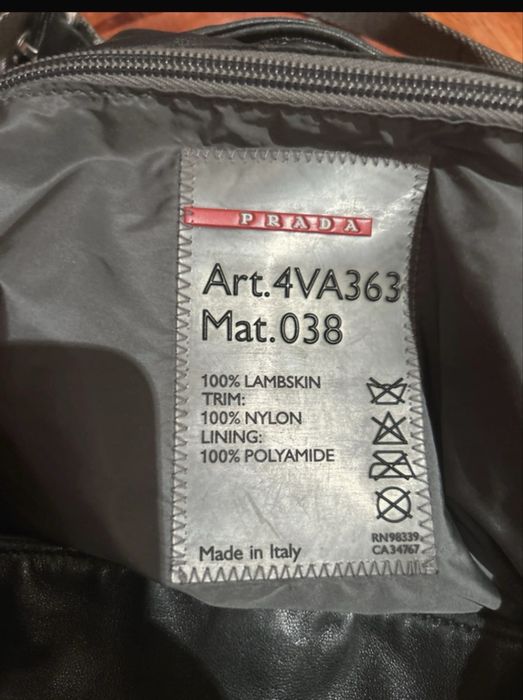 PRADA
Art.4VA363
Mat.038
100% LAMBSKIN
TRIM:
100% NYLON
LINING:
100% POLYAMIDE
RN98339
CA34767
Made in Italy